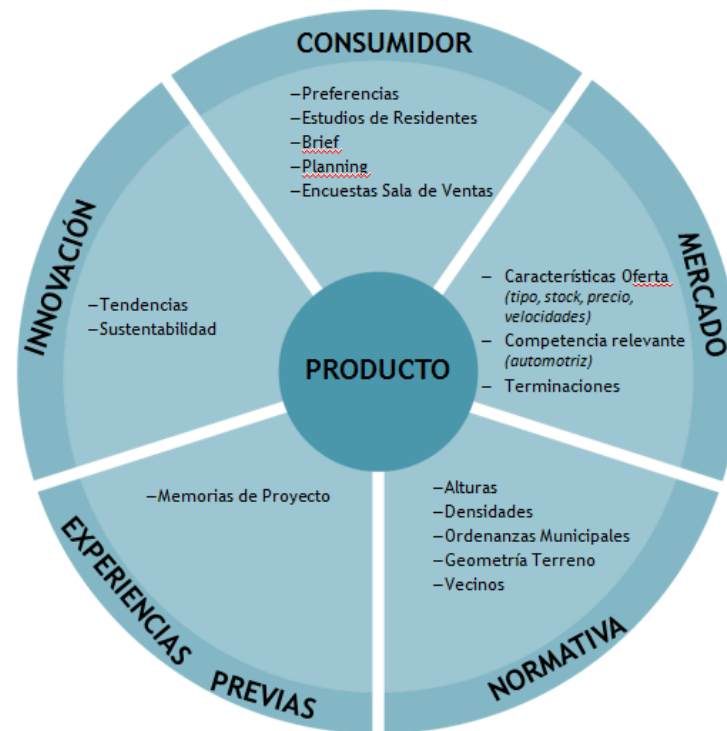 CONSUMIDOR
–Preferencias
–Estudios de Residentes
–Brief
–Planning
–Encuestas Sala de Ventas
MERCADO
– Características Oferta
(tipo, stock, precio,
velocidades)
– Competencia relevante
(automotriz)
– Terminaciones
INNOVACIÓN
–Tendencias
–Sustentabilidad
PRODUCTO
–Memorias de Proyecto
EXPERIENCIAS PREVIAS
–Alturas
–Densidades
–Ordenanzas Municipales
–Geometría Terreno
–Vecinos
NORMATIVA